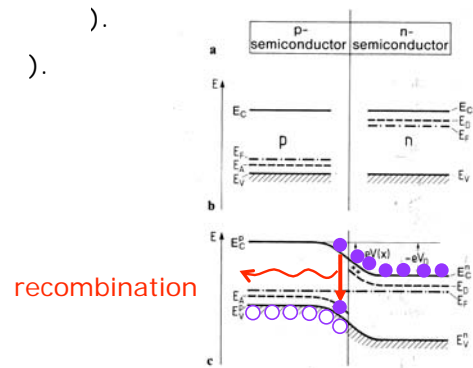 ).
).
p-
semiconductor
n-
semiconductor
a
E
E_C
E_F
E_A
E_V
p
n
E_C
E_D
E_F
E_V
b
E
E_C^p
E_A
E_V^p
eV(x)
-eV_D
E_C^n
E_D
E_F
E_V^n
recombination
c